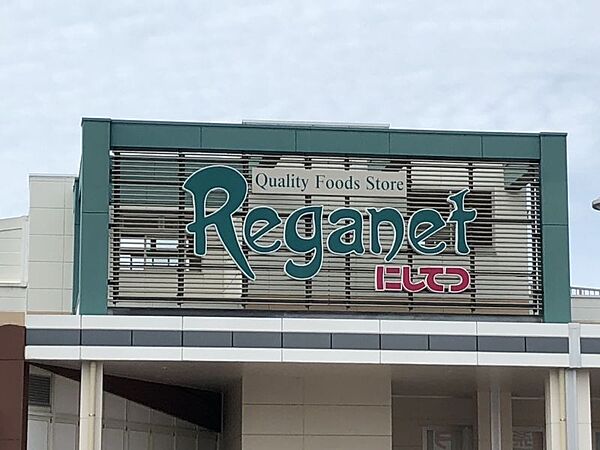 Quality Foods Store
Reganet
にしてつ